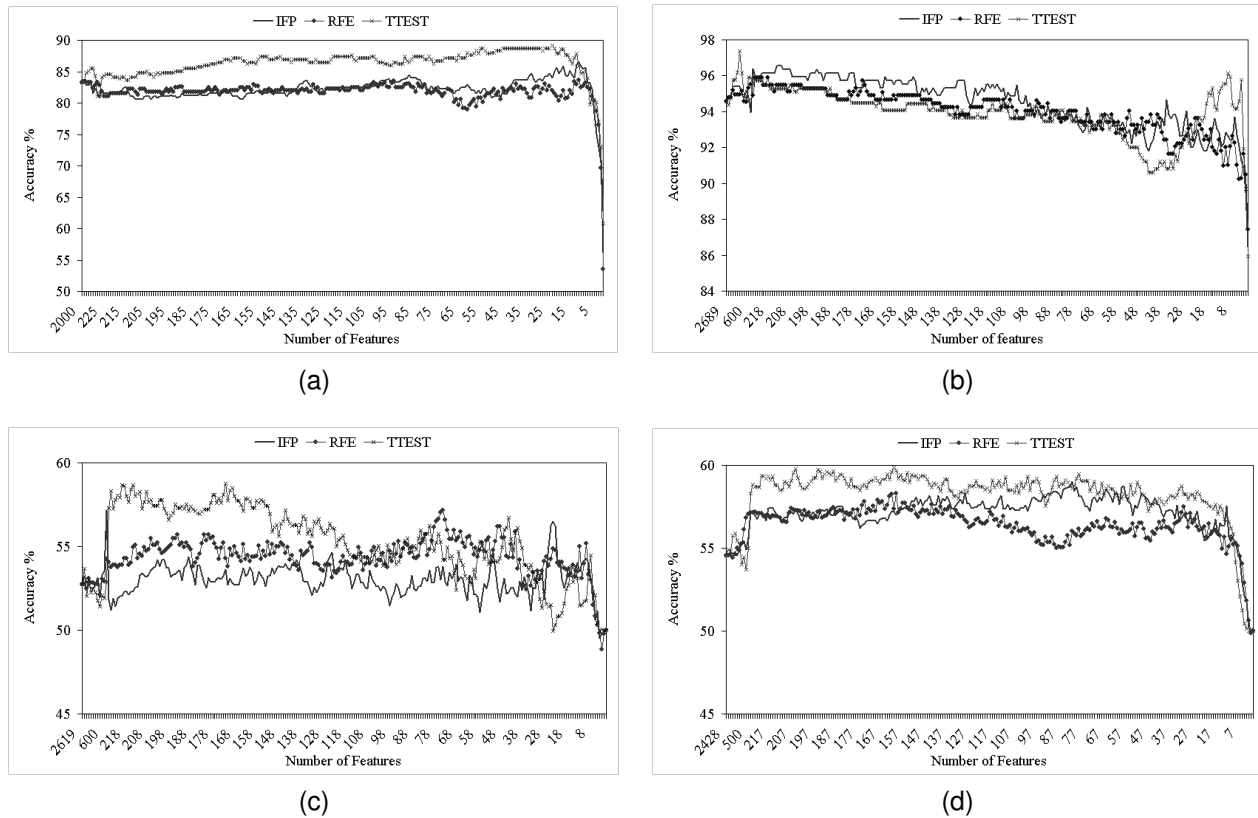 IFP RFE TTEST
Accuracy %
90
85
80
75
70
65
60
55
50
2000 225 215 205 195 185 175 165 155 145 135 125 115 105 95 85 75 65 55 45 35 25 15 5
Number of Features
(a)
IFP RFE TTEST
Accuracy %
98
96
94
92
90
88
86
84
2689 600 218 208 198 188 178 168 158 148 138 128 118 108 98 88 78 68 58 48 38 28 18 8
Number of features
(b)
IFP RFE TTEST
Accuracy %
60
55
50
45
2619 600 218 208 198 188 178 168 158 148 138 128 118 108 98 88 78 68 58 48 38 28 18 8
Number of Features
(c)
IFP RFE TTEST
Accuracy %
60
55
50
45
2428 500 217 207 197 187 177 167 157 147 137 127 117 107 97 87 77 67 57 47 37 27 17 7
Number of Features
(d)